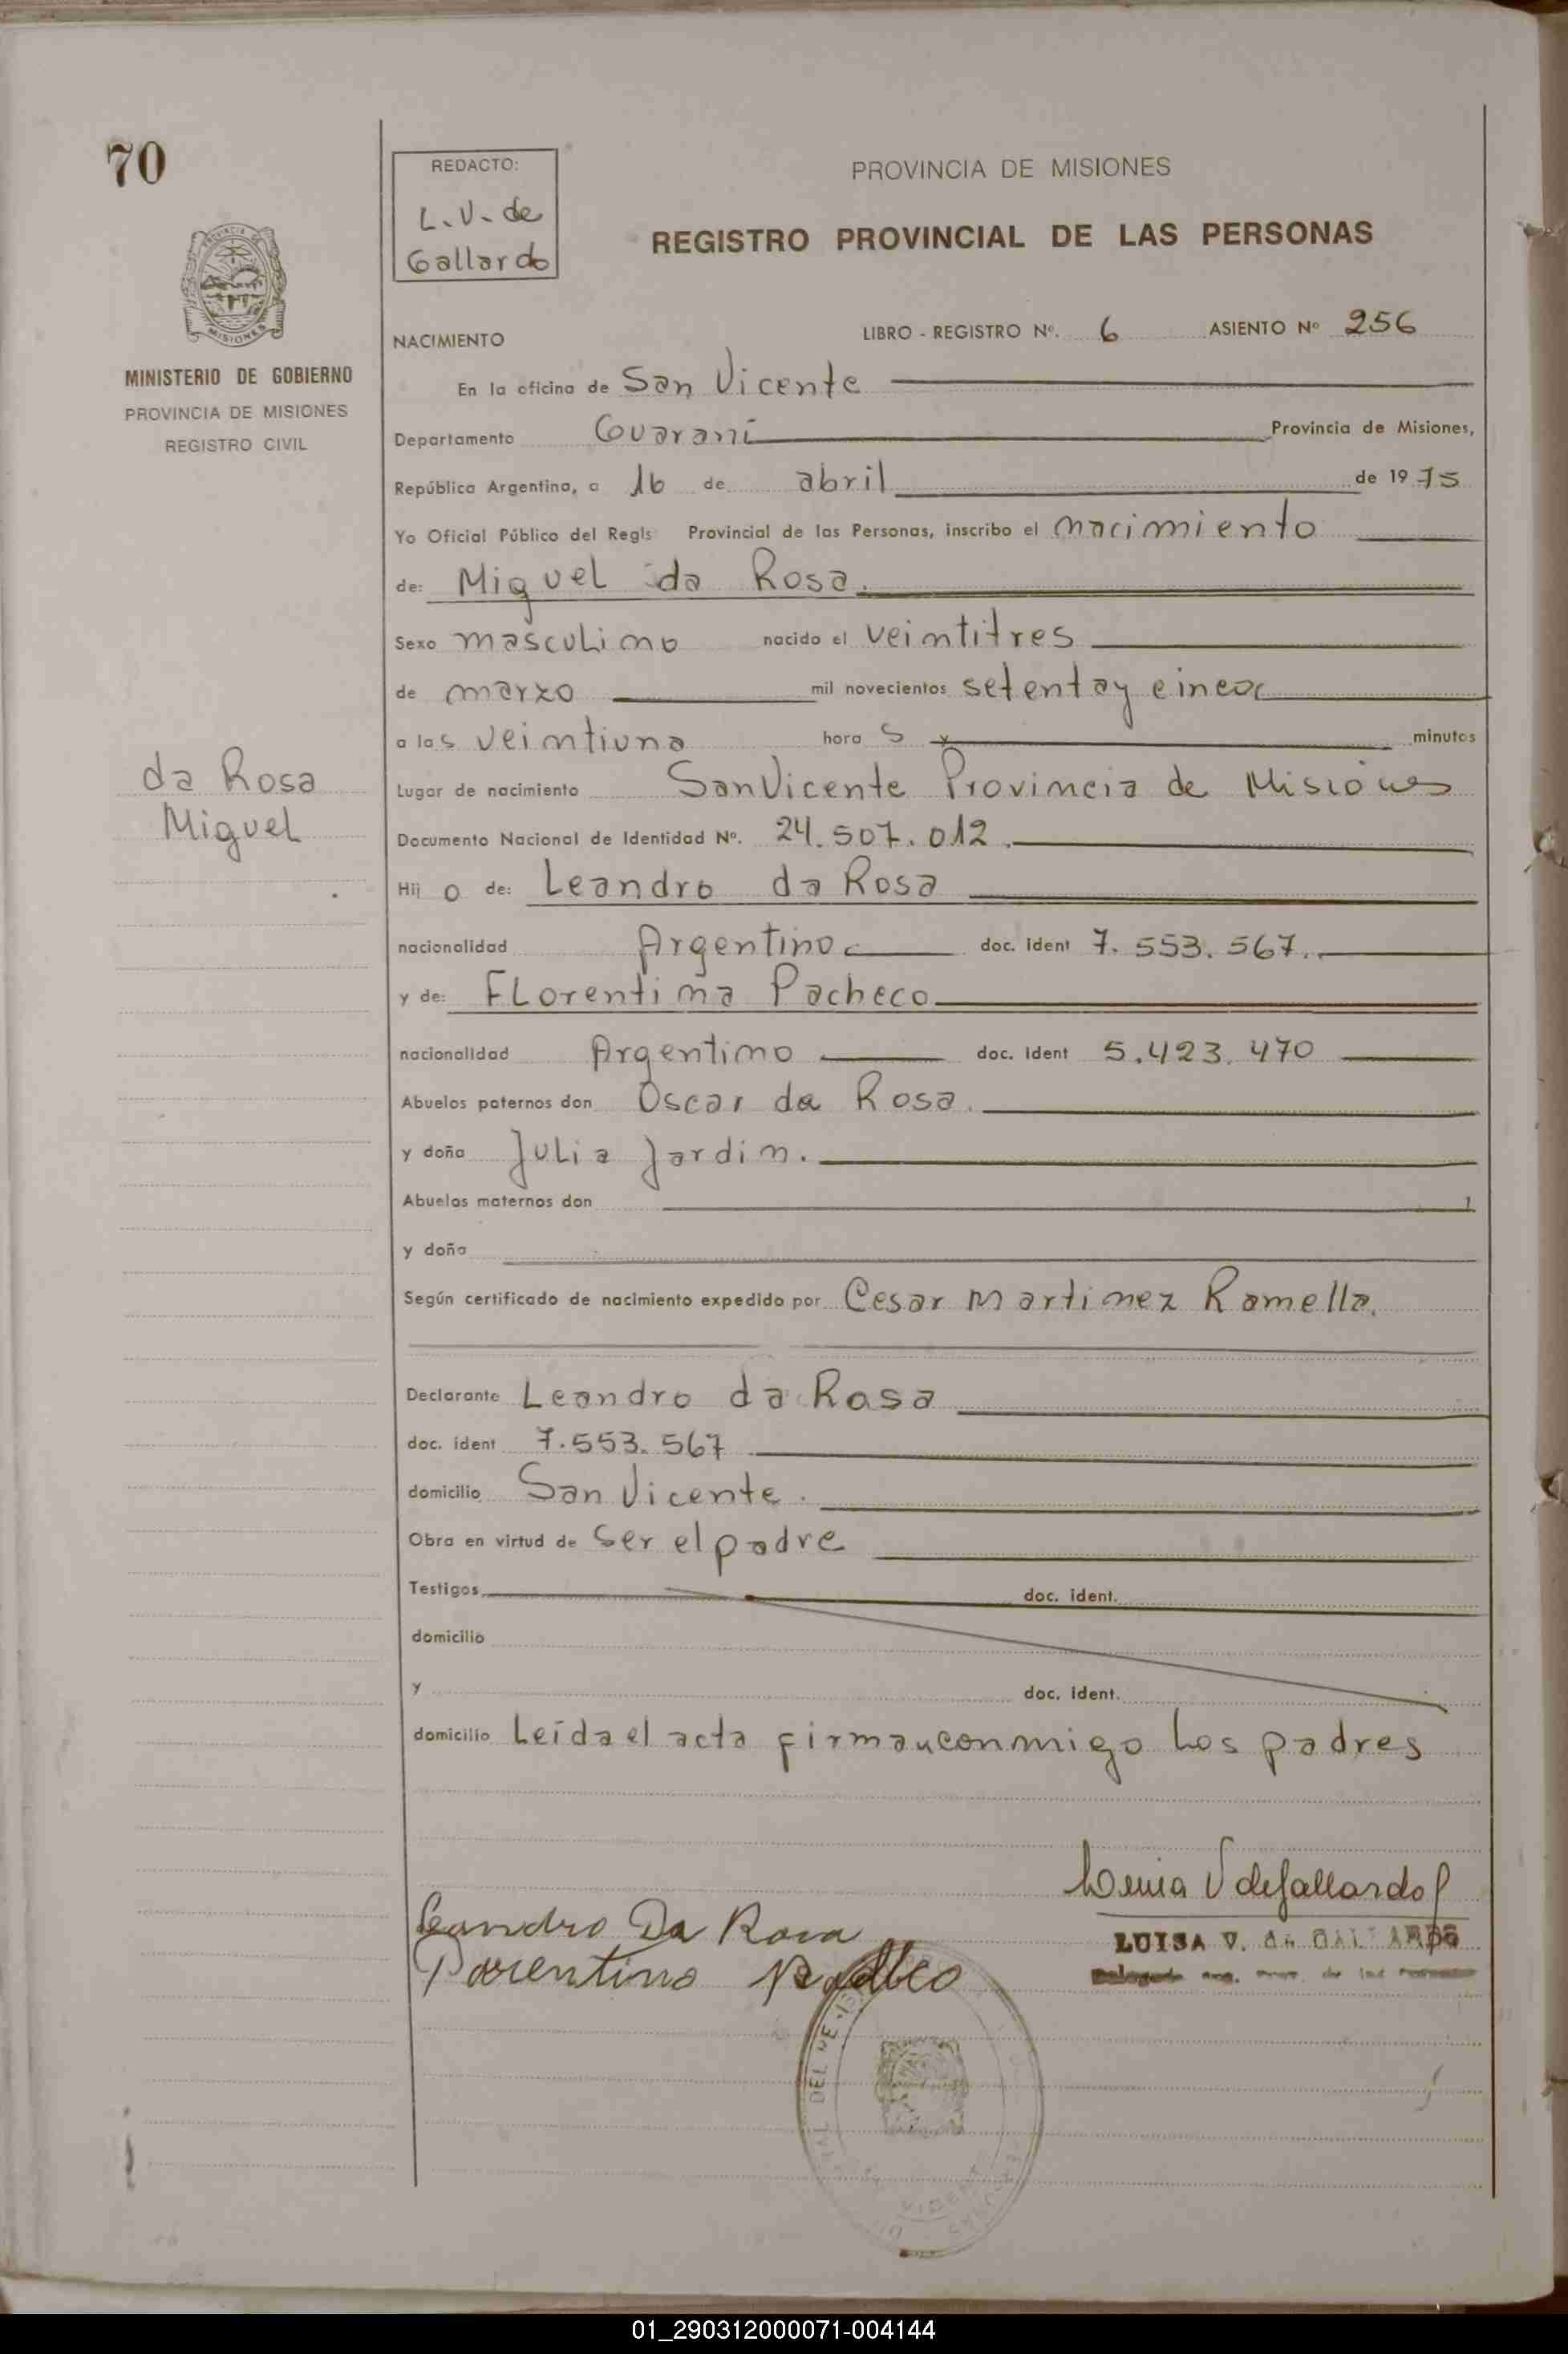 70
REDACTO:
L.V. de
Gallardo
PROVINCIA DE MISIONES
REGISTRO PROVINCIAL DE LAS PERSONAS
MINISTERIO DE GOBIERNO
PROVINCIA DE MISIONES
REGISTRO CIVIL
NACIMIENTO LIBRO - REGISTRO Nº. 6 ASIENTO Nº 256
En la oficina de San Vicente
Departamento Guaraní Provincia de Misiones,
República Argentina, a 16 de abril de 1975
Yo Oficial Público del Regis Provincial de las Personas, inscribo el nacimiento
de: Miguel da Rosa.
Sexo masculino nacido el veintitres
de marzo mil novecientos setentay cinco
a las veintiuna hora s y minutos
da Rosa
Miguel
Lugar de nacimiento San Vicente Provincia de Misiones
Documento Nacional de Identidad Nº. 24.507.012.
Hij o de: Leandro da Rosa
nacionalidad Argentino doc. ident 7.553.567.
y de: FLorentina Pacheco
nacionalidad Argentino doc. ident 5.423.470
Abuelos paternos don Oscar da Rosa.
y doña Julia Jardin.
Abuelos maternos don
y doña
Según certificado de nacimiento expedido por Cesar Martinez Ramella.
Declarante Leandro da Rosa
doc. ident 7.553.567
domicilio San Vicente.
Obra en virtud de ser el padre
Testigos doc. ident.
domicilio
y doc. ident.
domicilio Leída el acta firman conmigo Los padres
Luisa V de Gallardo
LUISA V. de GALLARDO
Leandro Da Rosa
01_290312000071-004144